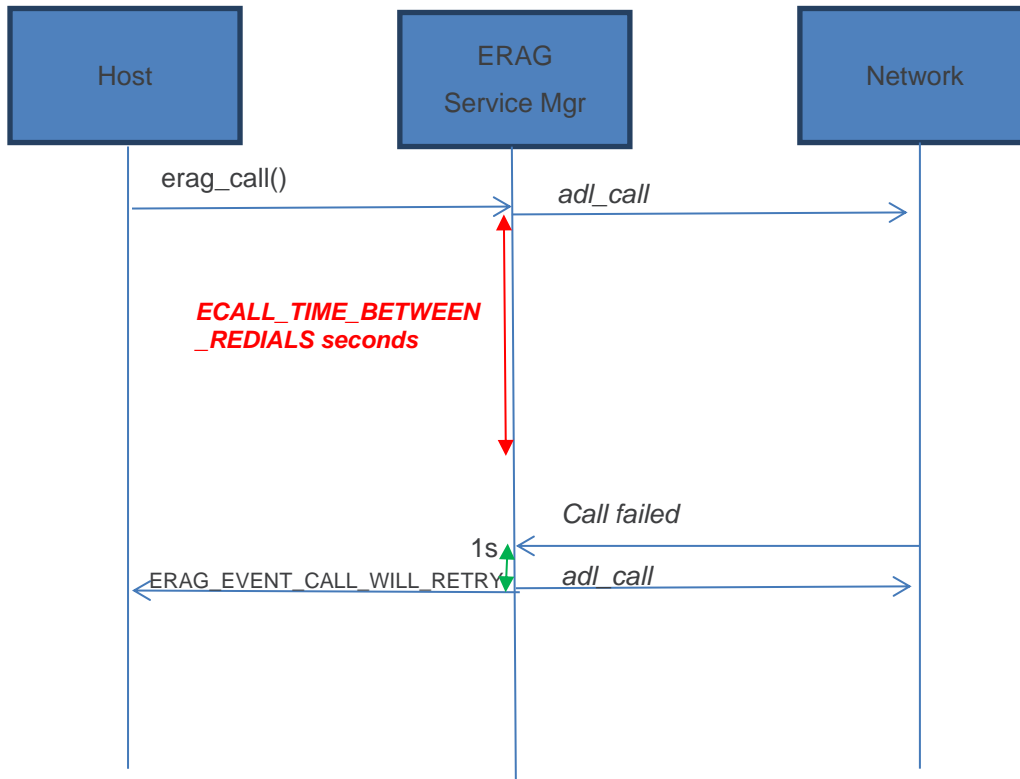 Host
ERAG
Service Mgr
Network
erag_call()
adl_call
ECALL_TIME_BETWEEN
_REDIALS seconds
Call failed
1s
ERAG_EVENT_CALL_WILL_RETRY
adl_call